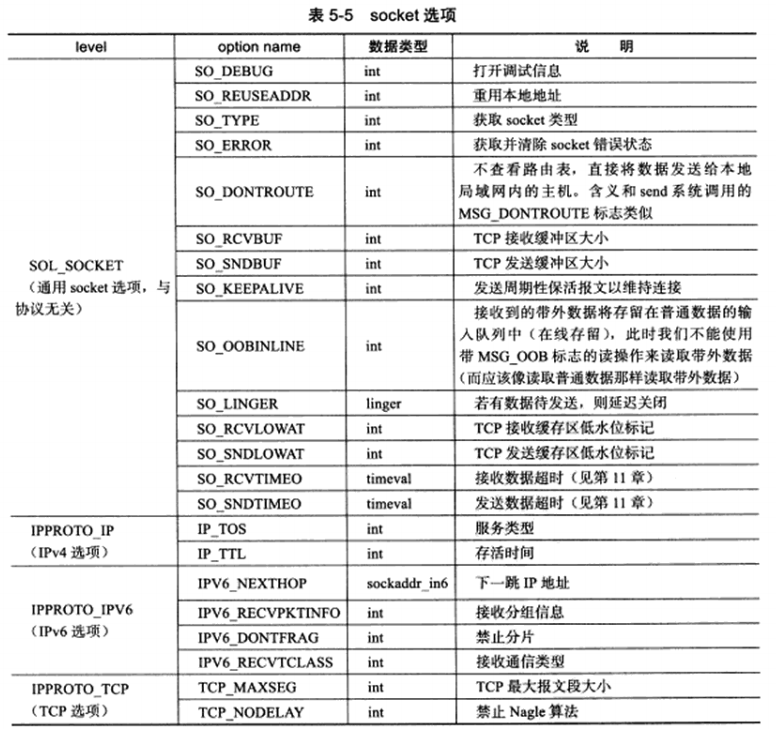 表 5-5 socket 选项
level option name 数据类型 说 明
SO_DEBUG int 打开调试信息
SO_REUSEADDR int 重用本地地址
SO_TYPE int 获取 socket 类型
SO_ERROR int 获取并清除 socket 错误状态
不查看路由表，直接将数据发送给本地
SO_DONTROUTE int 局域网内的主机。含义和 send 系统调用的
MSG_DONTROUTE 标志类似
SO_RCVBUF int TCP 接收缓冲区大小
SOL_SOCKET SO_SNDBUF int TCP 发送缓冲区大小
（通用 socket 选项，与 SO_KEEPALIVE int 发送周期性保活报文以维持连接
协议无关） 接收到的带外数据将存留在普通数据的输
SO_OOBINLINE int 入队列中（在线存留），此时我们不能使用
带 MSG_OOB 标志的读操作来读取带外数据
（而应该像读取普通数据那样读取带外数据）
SO_LINGER linger 若有数据待发送，则延迟关闭
SO_RCVLOWAT int TCP 接收缓存区低水位标记
SO_SNDLOWAT int TCP 发送缓存区低水位标记
SO_RCVTIMEO timeval 接收数据超时（见第 11 章）
SO_SNDTIMEO timeval 发送数据超时（见第 11 章）
IPPROTO_IP IP_TOS int 服务类型
（IPv4 选项） IP_TTL int 存活时间
IPV6_NEXTHOP sockaddr_in6 下一跳 IP 地址
IPPROTO_IPV6 IPV6_RECVPKTINFO int 接收分组信息
（IPv6 选项） IPV6_DONTFRAG int 禁止分片
IPV6_RECVTCLASS int 接收通信类型
IPPROTO_TCP TCP_MAXSEG int TCP 最大报文段大小
（TCP 选项） TCP_NODELAY int 禁止 Nagle 算法